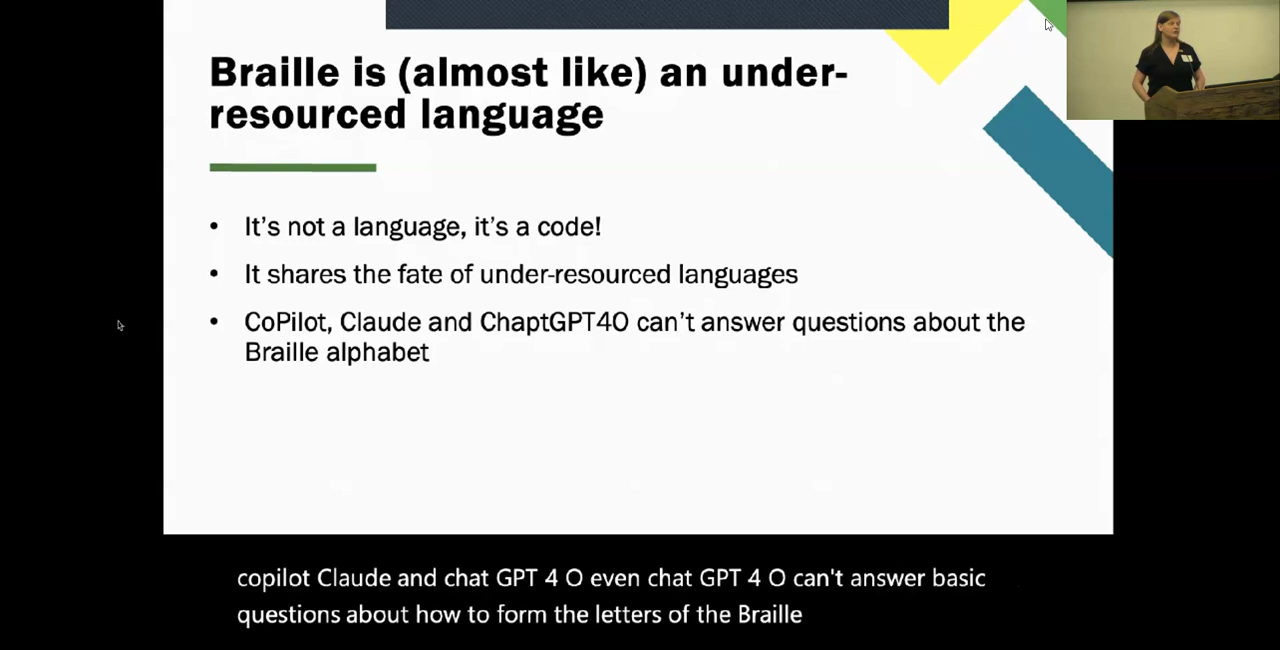 Braille is (almost like) an under-
resourced language
• It's not a language, it's a code!
• It shares the fate of under-resourced languages
• CoPilot, Claude and ChaptGPT4O can't answer questions about the
Braille alphabet
copilot Claude and chat GPT 4 O even chat GPT 4 O can't answer basic
questions about how to form the letters of the Braille